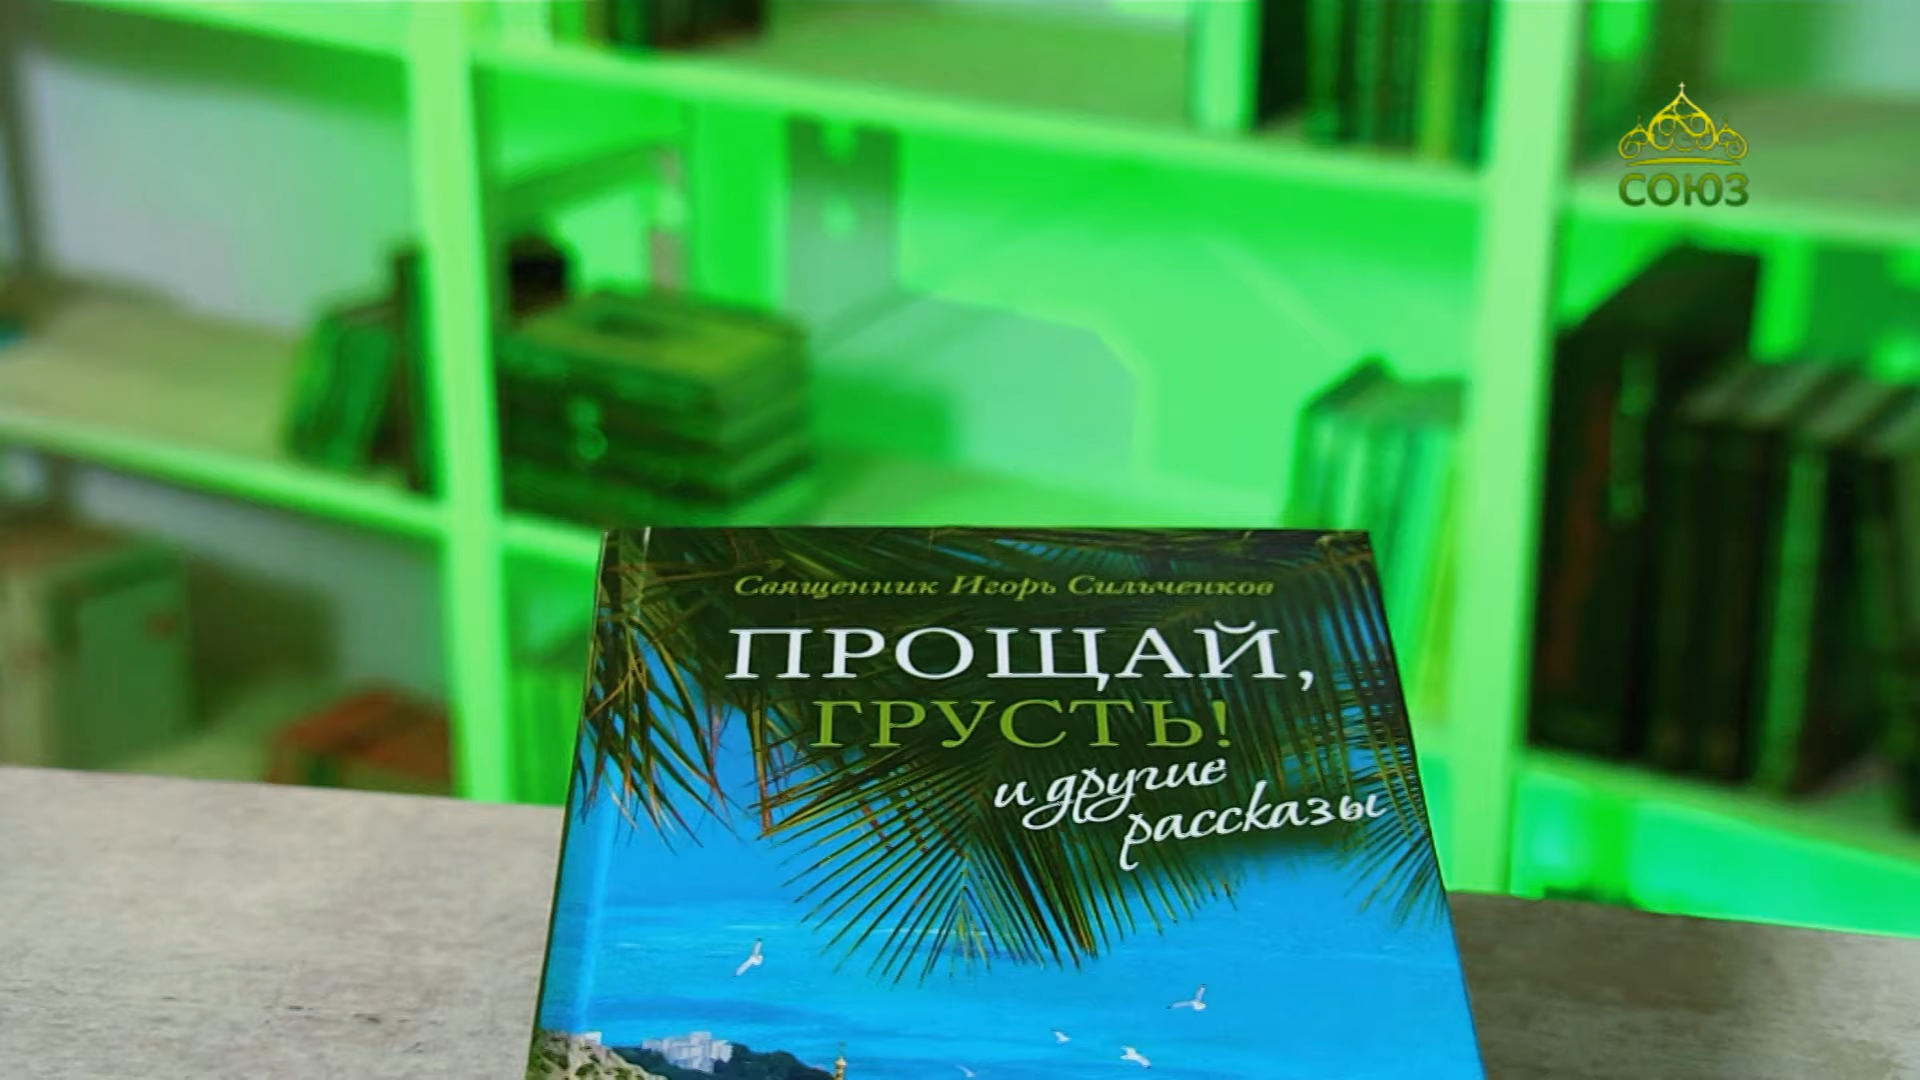 СОЮЗ
Священник Игорь Сильченков
ПРОЩАЙ,
ГРУСТЬ!
и другие
рассказы